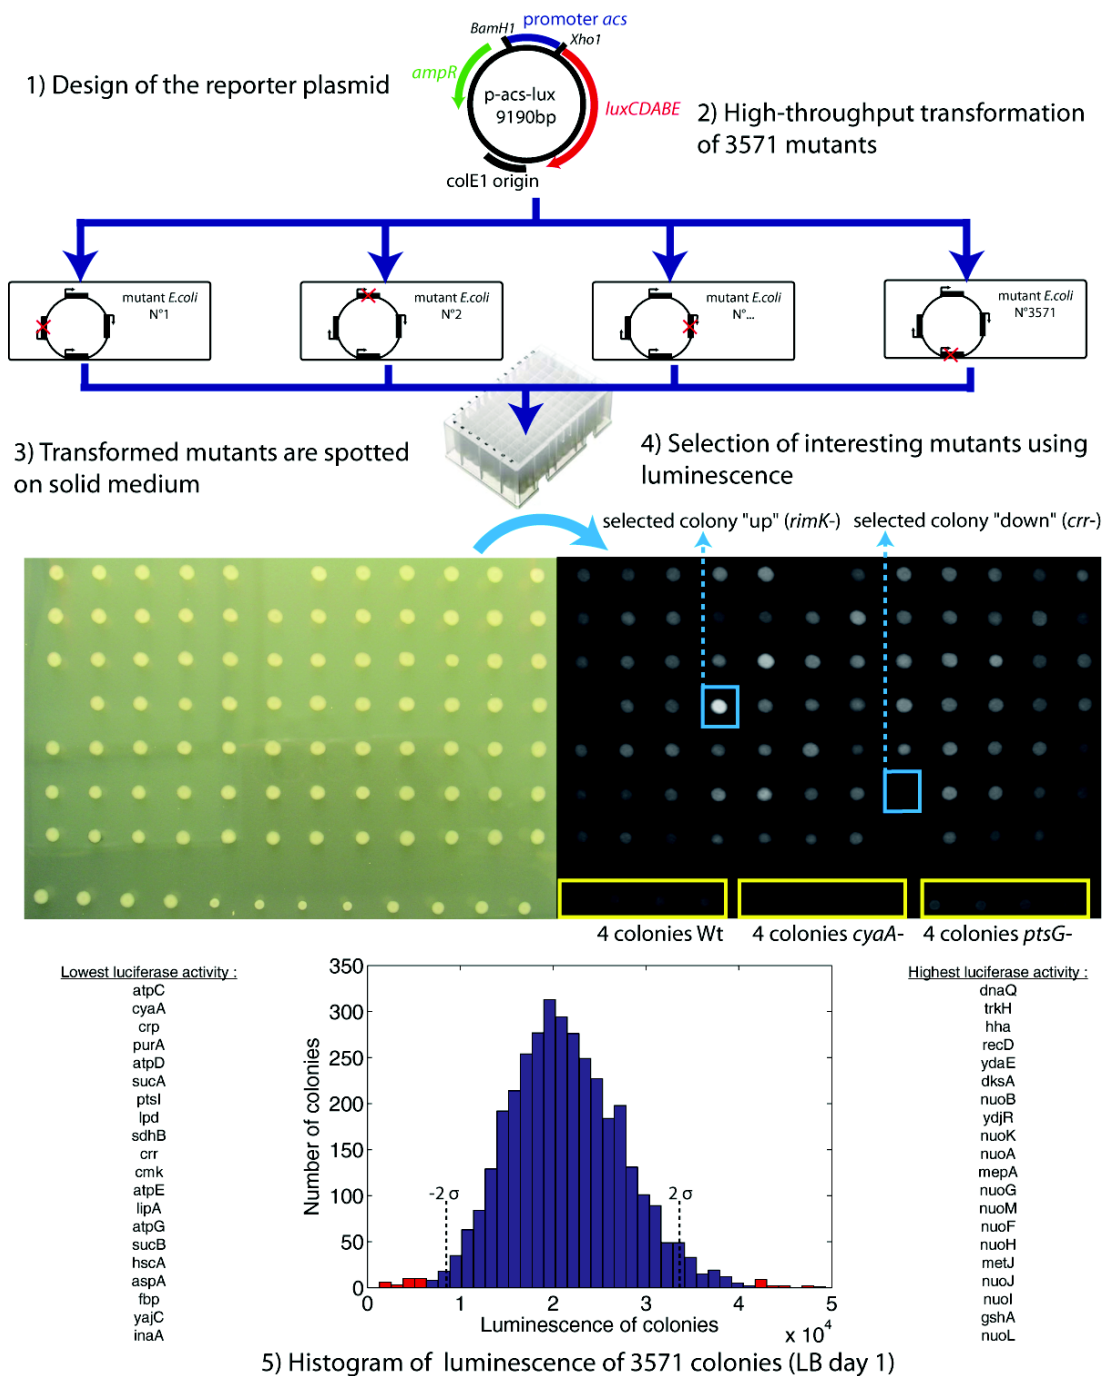 BamH1
promoter acs
Xho1
ampR
1) Design of the reporter plasmid
p-acs-lux
9190bp
luxCDABE
2) High-throughput transformation
of 3571 mutants
colE1 origin
mutant E.coli
N°1
mutant E.coli
N°2
mutant E.coli
N°...
mutant E.coli
N°3571
3) Transformed mutants are spotted
on solid medium
4) Selection of interesting mutants using
luminescence
selected colony "up" (rimK-)
selected colony "down" (crr-)
4 colonies Wt
4 colonies cyaA-
4 colonies ptsG-
Lowest luciferase activity :
atpC
cyaA
crp
purA
atpD
sucA
ptsI
lpd
sdhB
crr
cmk
atpE
lipA
atpG
sucB
hscA
aspA
fbp
yajC
inaA
Number of colonies
350
300
250
200
150
100
50
0
-2 σ
2 σ
0
1
2
3
4
5
Luminescence of colonies
x 10⁴
Highest luciferase activity :
dnaQ
trkH
hha
recD
ydaE
dksA
nuoB
ydjR
nuoK
nuoA
mepA
nuoG
nuoM
nuoF
nuoH
metJ
nuoJ
nuoI
gshA
nuoL
5) Histogram of luminescence of 3571 colonies (LB day 1)